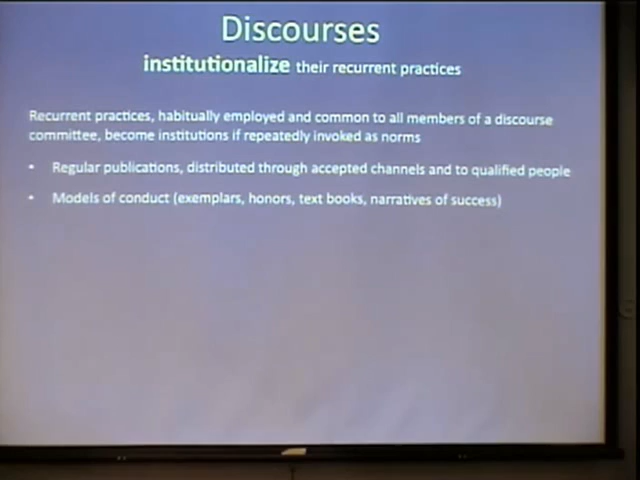 Discourses
institutionalize their recurrent practices
Recurrent practices, habitually employed and common to all members of a discourse
committee, become institutions if repeatedly invoked as norms
• Regular publications, distributed through accepted channels and to qualified people
• Models of conduct (exemplars, honors, text books, narratives of success)